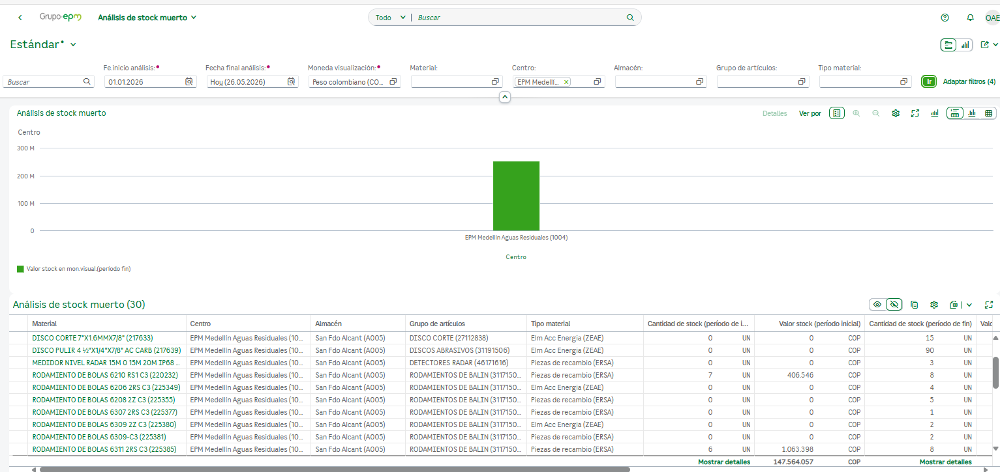 Grupo·epm Análisis de stock muerto Todo Buscar OAE
Estándar*
Fe.inicio análisis: Fecha final análisis: Moneda visualización: Material: Centro: Almacén: Grupo de artículos: Tipo material:
Buscar 01.01.2026 Hoy (26.05.2026) Peso colombiano (CO... EPM Medellí... Ir Adaptar filtros (4)
Análisis de stock muerto Detalles Ver por
Centro
300 M
200 M
100 M
0
EPM Medellín Aguas Residuales (1004)
Centro
Valor stock en mon.visual.(período fin)
Análisis de stock muerto (30)
Material Centro Almacén Grupo de artículos Tipo material Cantidad de stock (período de i... Valor stock (período inicial) Cantidad de stock (período de fin) Valo
DISCO CORTE 7"X1.6MMX7/8" (217633) EPM Medellín Aguas Residuales (10... San Fdo Alcant (A005) DISCO CORTE (27112838) Elm Acc Energia (ZEAE) 0 UN 0 COP 15 UN
DISCO PULIR 4 ½"X1/4"X7/8" AC CARB (217639) EPM Medellín Aguas Residuales (10... San Fdo Alcant (A005) DISCOS ABRASIVOS (31191506) Elm Acc Energia (ZEAE) 0 UN 0 COP 90 UN
MEDIDOR NIVEL RADAR 15M 0 15M 20M IP68 ... EPM Medellín Aguas Residuales (10... San Fdo Alcant (A005) DETECTORES RADAR (46171616) Piezas de recambio (ERSA) 0 UN 0 COP 3 UN
RODAMIENTO DE BOLAS 6210 RS1 C3 (220232) EPM Medellín Aguas Residuales (10... San Fdo Alcant (A005) RODAMIENTOS DE BALIN (3117150... Piezas de recambio (ERSA) 7 UN 406.546 COP 8 UN
RODAMIENTO DE BOLAS 6206 2RS C3 (225349) EPM Medellín Aguas Residuales (10... San Fdo Alcant (A005) RODAMIENTOS DE BALIN (3117150... Elm Acc Energia (ZEAE) 0 UN 0 COP 4 UN
RODAMIENTO DE BOLAS 6208 2Z C3 (225355) EPM Medellín Aguas Residuales (10... San Fdo Alcant (A005) RODAMIENTOS DE BALIN (3117150... Piezas de recambio (ERSA) 0 UN 0 COP 5 UN
RODAMIENTO DE BOLAS 6307 2RS C3 (225377) EPM Medellín Aguas Residuales (10... San Fdo Alcant (A005) RODAMIENTOS DE BALIN (3117150... Piezas de recambio (ERSA) 0 UN 0 COP 1 UN
RODAMIENTO DE BOLAS 6309 2Z C3 (225380) EPM Medellín Aguas Residuales (10... San Fdo Alcant (A005) RODAMIENTOS DE BALIN (3117150... Elm Acc Energia (ZEAE) 0 UN 0 COP 2 UN
RODAMIENTO DE BOLAS 6309-C3 (225381) EPM Medellín Aguas Residuales (10... San Fdo Alcant (A005) RODAMIENTOS DE BALIN (3117150... Piezas de recambio (ERSA) 0 UN 0 COP 2 UN
RODAMIENTO DE BOLAS 6311 2RS C3 (225385) EPM Medellín Aguas Residuales (10... San Fdo Alcant (A005) RODAMIENTOS DE BALIN (3117150... Piezas de recambio (ERSA) 6 UN 1.063.398 COP 8 UN
Mostrar detalles 147.564.057 COP Mostrar detalles